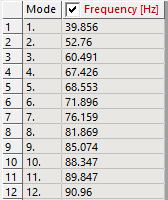 Mode Frequency [Hz]
1 1. 39.856
2 2. 52.76
3 3. 60.491
4 4. 67.426
5 5. 68.553
6 6. 71.896
7 7. 76.159
8 8. 81.869
9 9. 85.074
10 10. 88.347
11 11. 89.847
12 12. 90.96